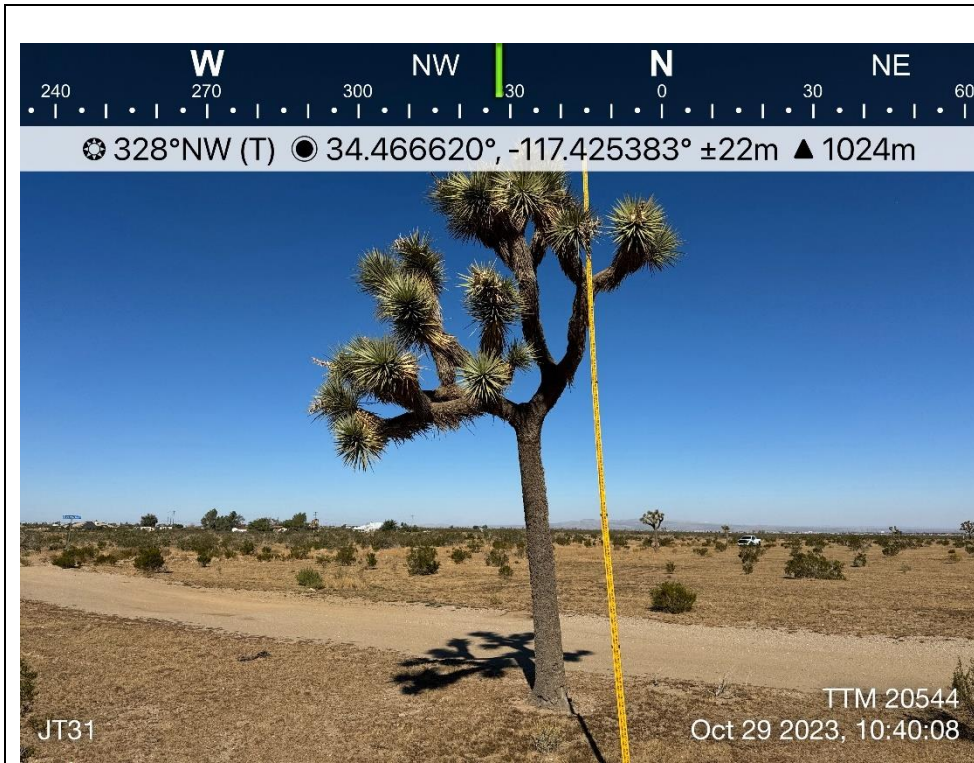 W NW N NE
240 270 300 30 0 30 60
328°NW (T) 34.466620°, -117.425383° ±22m ▲ 1024m
TTM 20544
JT31 Oct 29 2023, 10:40:08